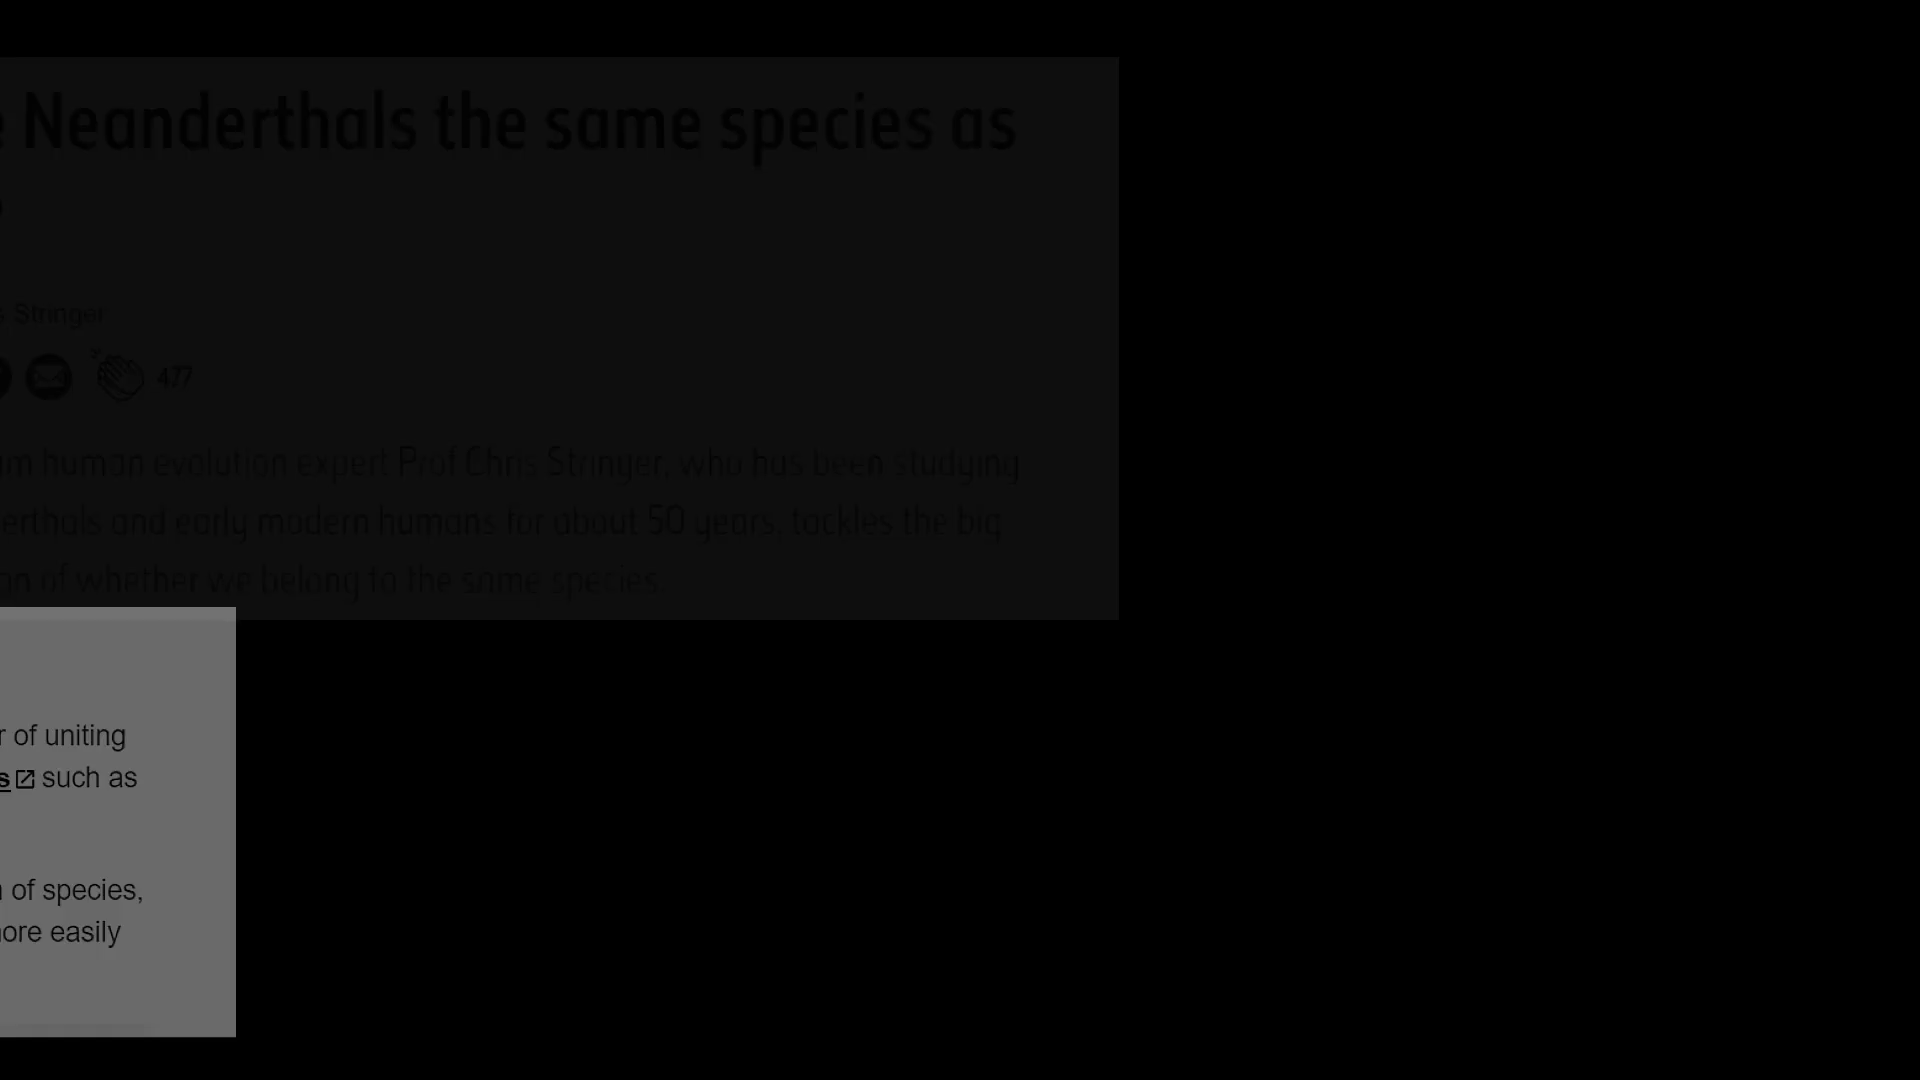 Neanderthals the same species as
Stringer
477
human evolution expert Prof Chris Stringer, who has been studying
erthals and early modern humans for about 50 years, tackles the big
of whether we belong to the same species.
r of uniting
s such as
of species,
ore easily